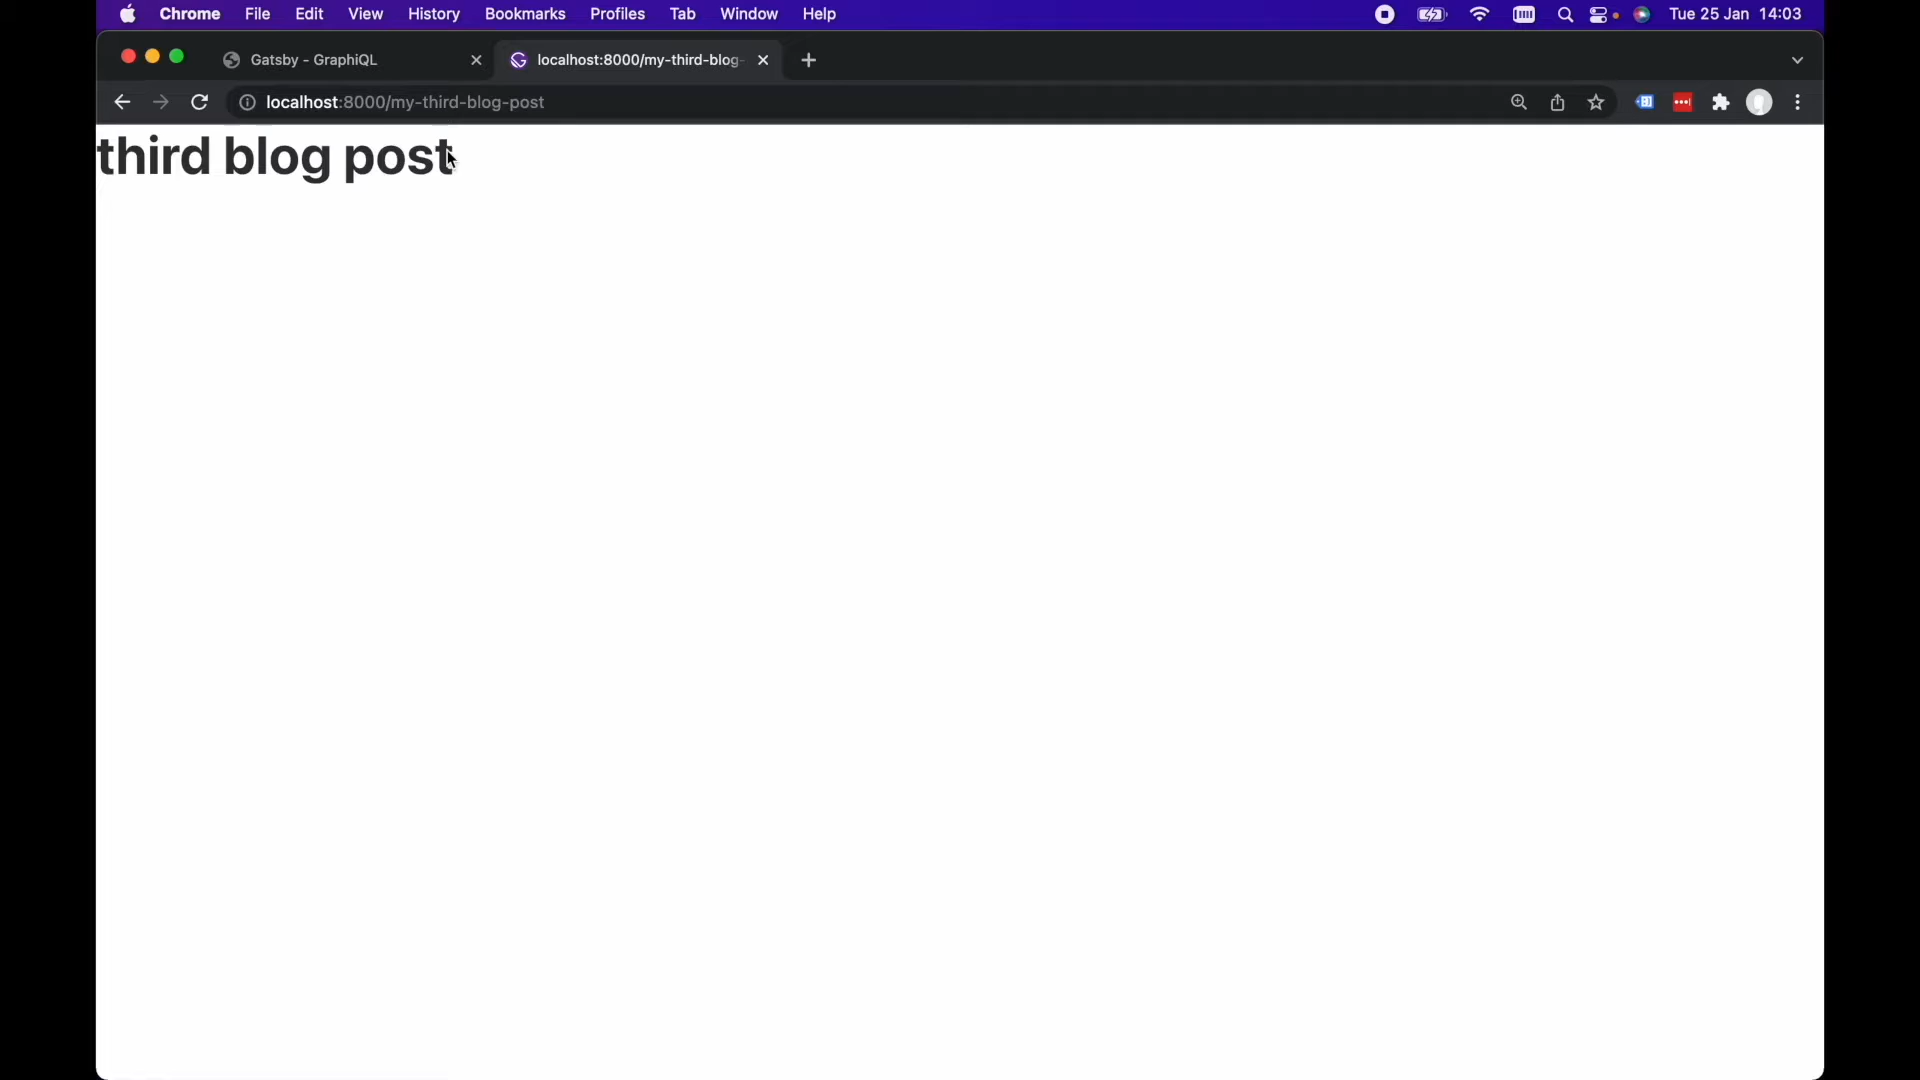 Chrome File Edit View History Bookmarks Profiles Tab Window Help Tue 25 Jan 14:03
Gatsby - GraphiQL localhost:8000/my-third-blog-
localhost:8000/my-third-blog-post
third blog post